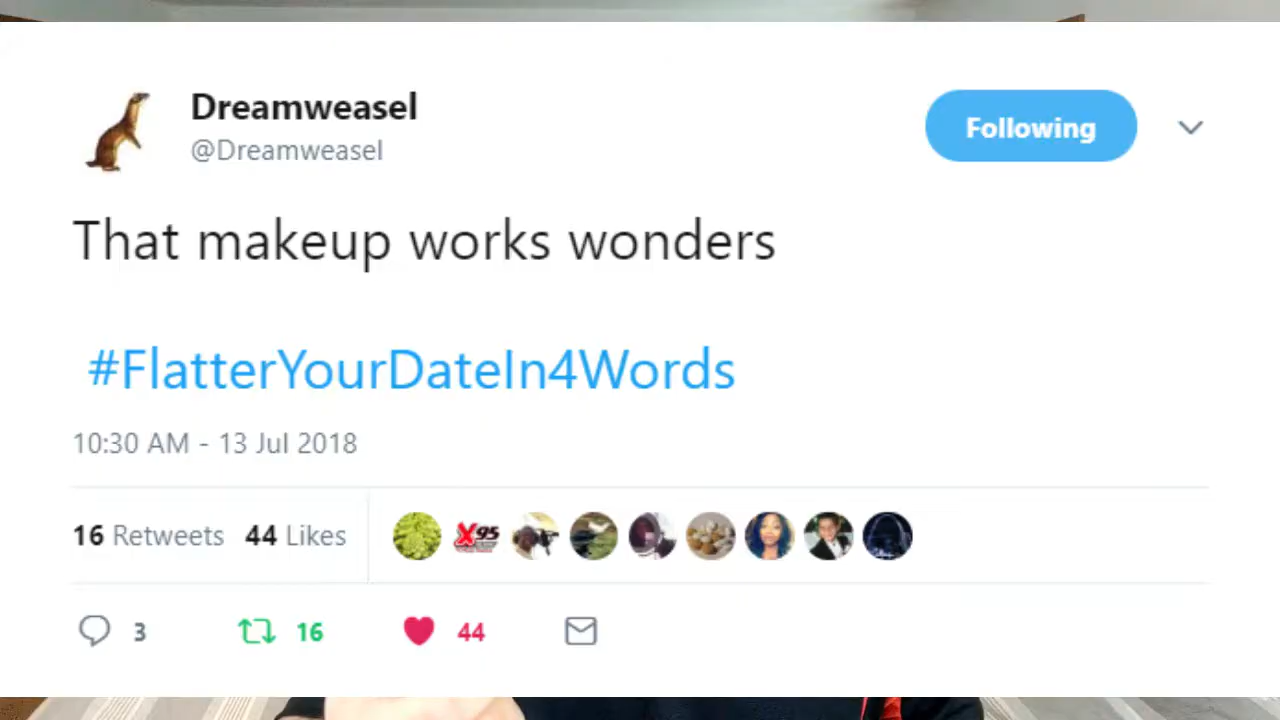 Dreamweasel
@Dreamweasel
Following
That makeup works wonders
#FlatterYourDateIn4Words
10:30 AM - 13 Jul 2018
16 Retweets 44 Likes
X95
3 16 44